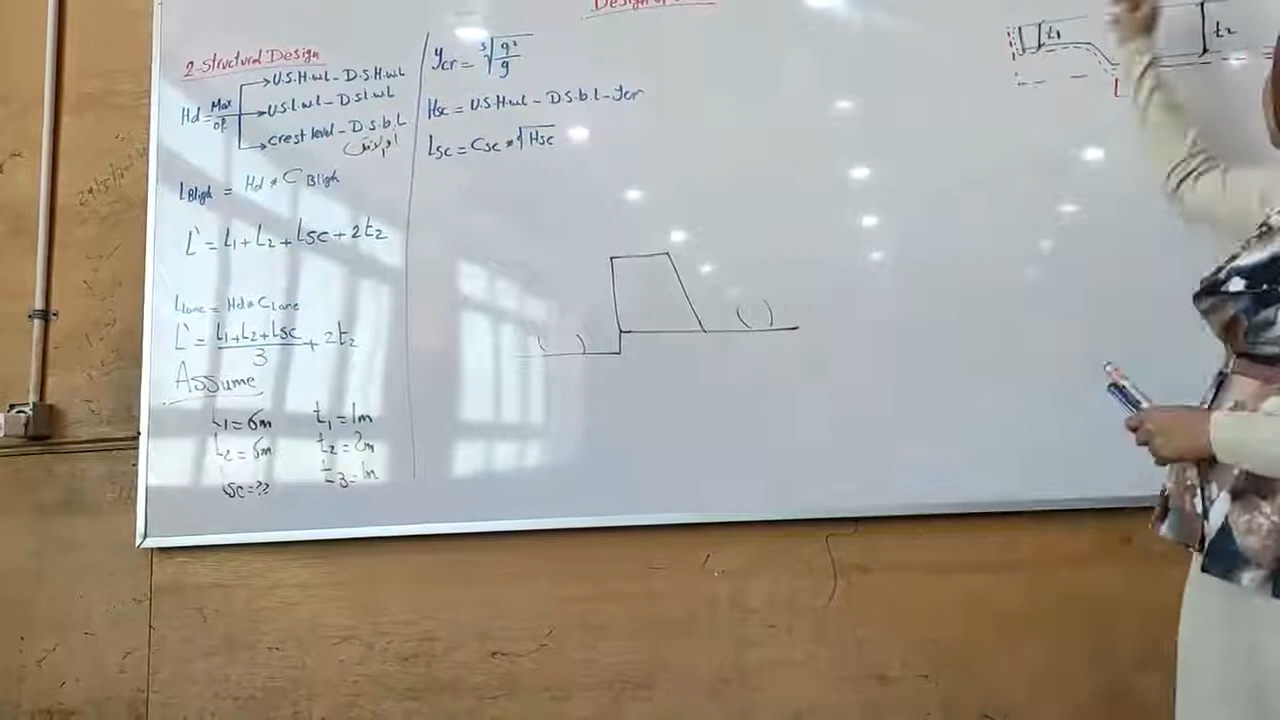 Design of
2-Structural Design
Hd = Max of
U.S.H.w.L - D.S.H.w.L
U.S.L.w.L - D.S.L.w.L
crest level - D.S.b.L
L Bligh = Hd * C Bligh
L` = L1 + L2 + Lsc + 2t2
Llane = Hd * CLane
L` = (L1 + L2 + Lsc)/3 + 2t2
Assume
L1 = 6m t1 = 1m
L2 = 6m t2 = 2m
Lsc = ?? t3 = 1m
ycr = ∛(q²/g)
Hsc = U.S.H.w.L - D.S.b.L - ycr
Lsc = Csc * √Hsc
t1
t2